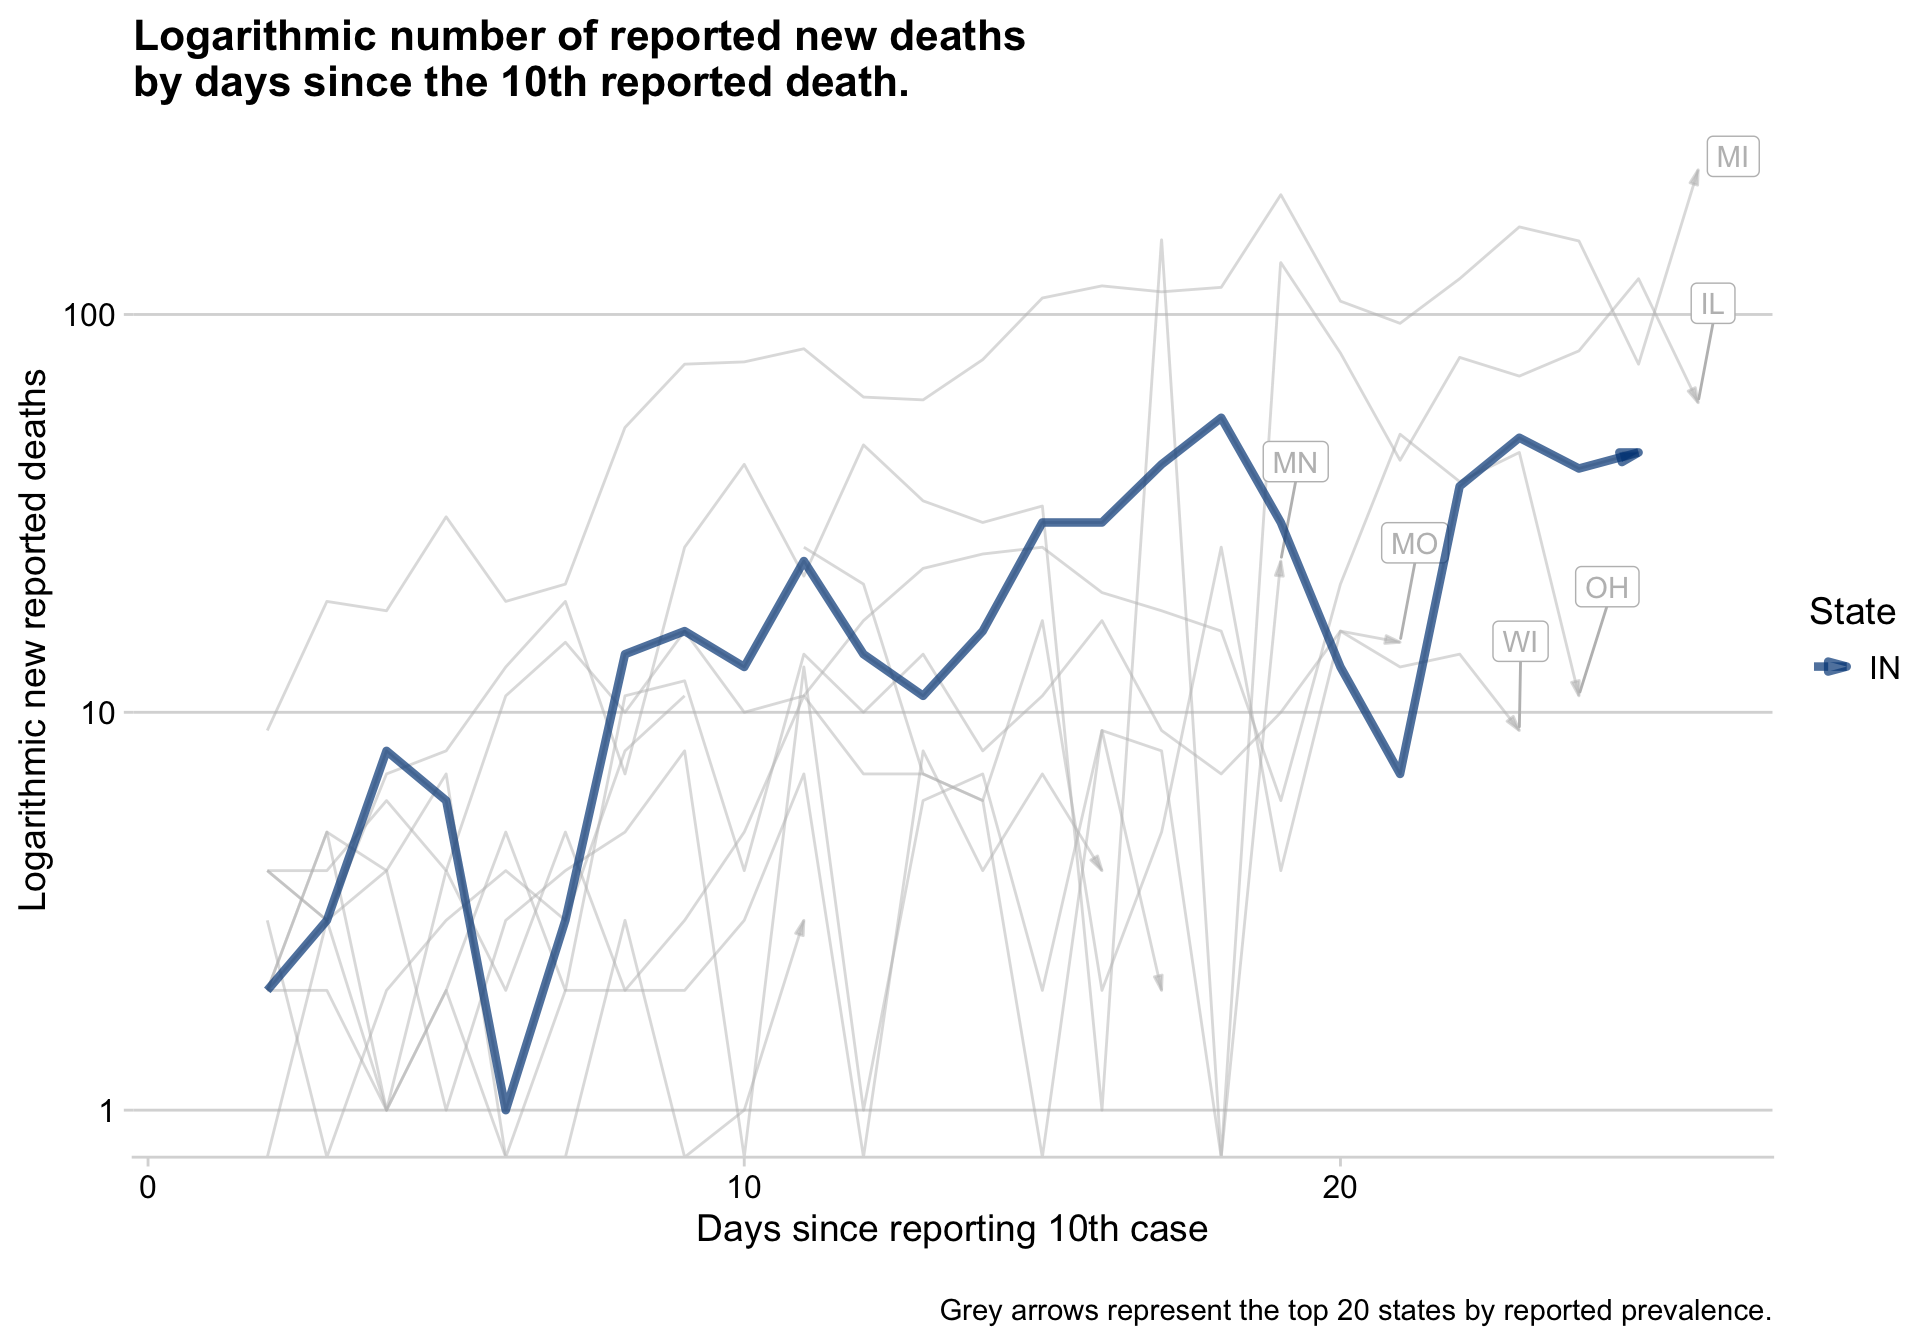 Logarithmic number of reported new deaths
by days since the 10th reported death.
MI
IL
100
MN
MO
OH
WI
10
1
Logarithmic new reported deaths
State
IN
0
10
20
Days since reporting 10th case
Grey arrows represent the top 20 states by reported prevalence.